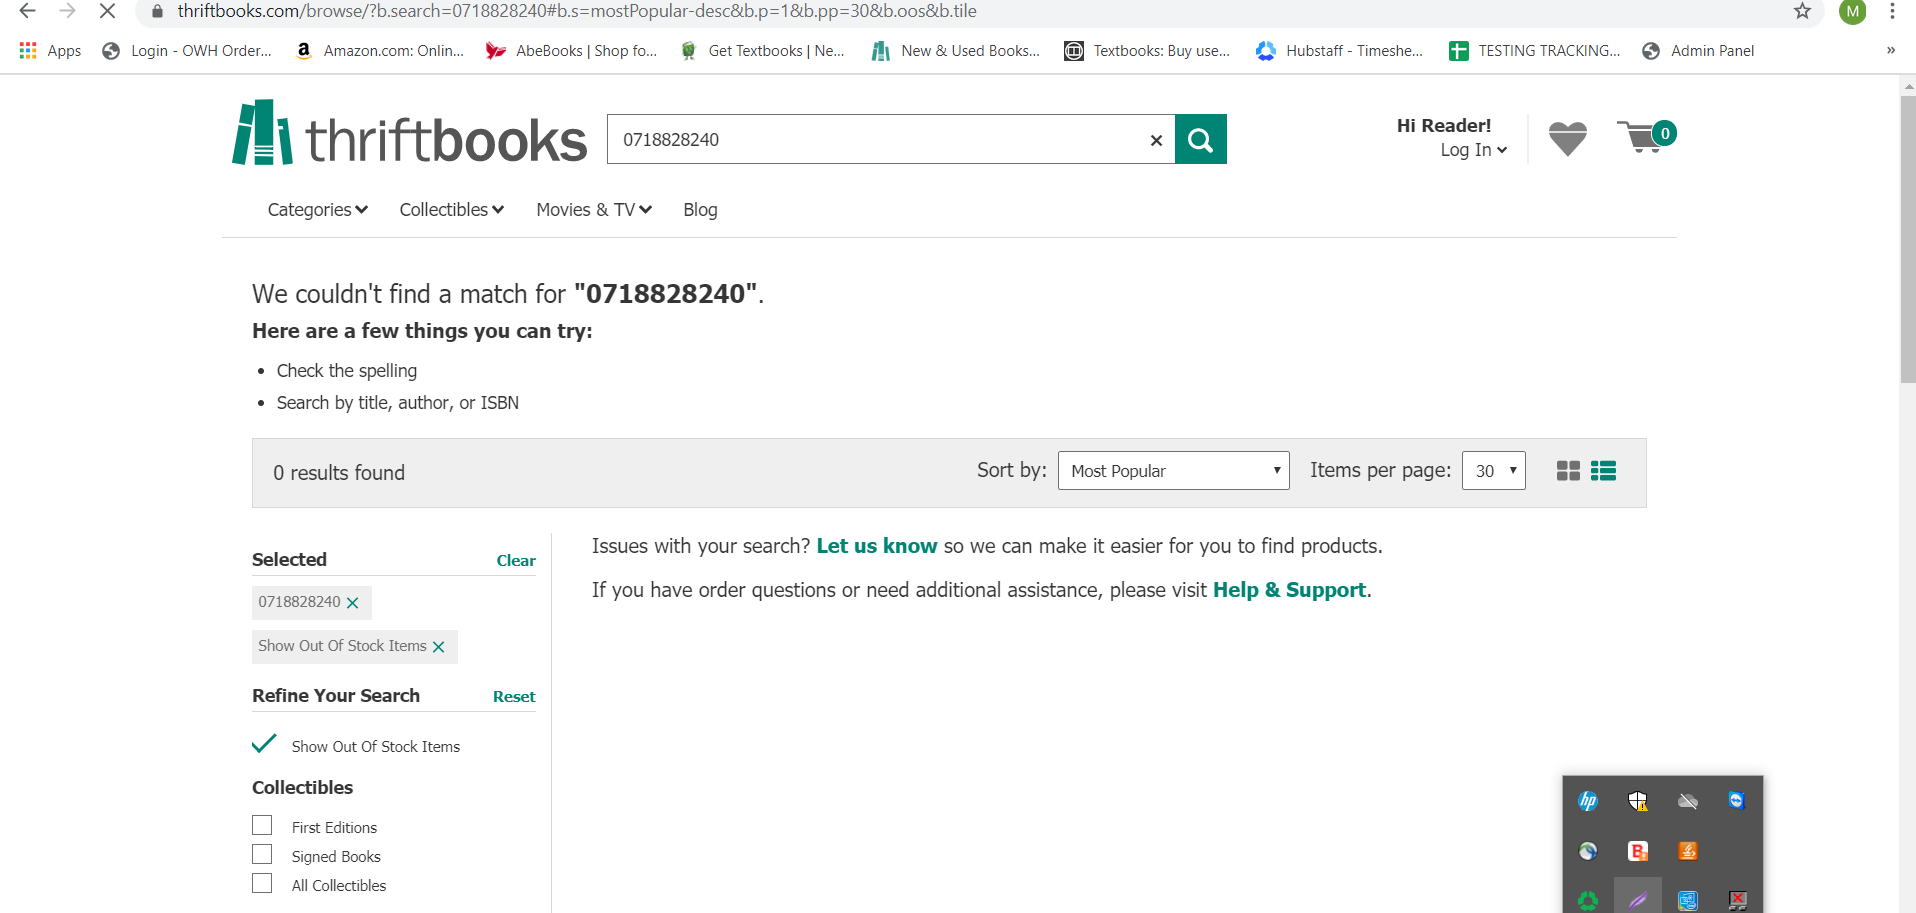 thriftbooks.com/browse/?b.search=0718828240#b.s=mostPopular-desc&b.p=1&b.pp=30&b.oos&b.tile
M
Apps Login - OWH Order... Amazon.com: Onlin... AbeBooks | Shop fo... Get Textbooks | Ne... New & Used Books... Textbooks: Buy use... Hubstaff - Timeshe... TESTING TRACKING... Admin Panel »
thriftbooks
0718828240
Hi Reader!
Log In
0
Categories Collectibles Movies & TV Blog
We couldn't find a match for "0718828240".
Here are a few things you can try:
• Check the spelling
• Search by title, author, or ISBN
0 results found Sort by: Most Popular Items per page: 30
Selected Clear
0718828240
Show Out Of Stock Items
Refine Your Search Reset
Show Out Of Stock Items
Collectibles
First Editions
Signed Books
All Collectibles
Issues with your search? Let us know so we can make it easier for you to find products.
If you have order questions or need additional assistance, please visit Help & Support.
hp
B